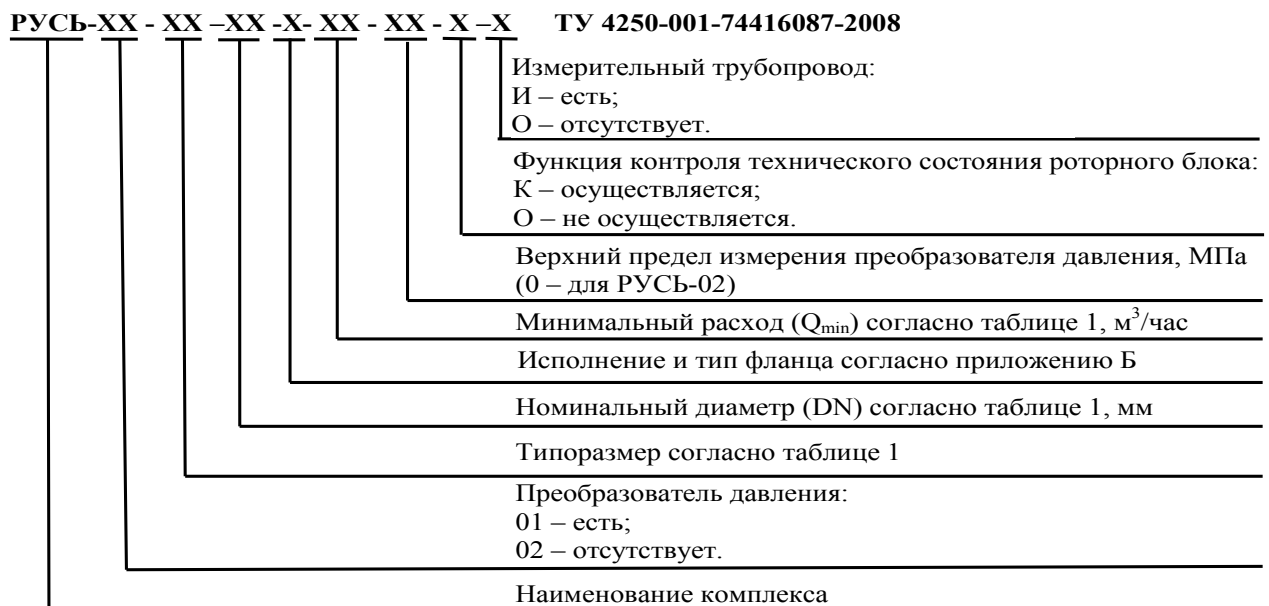 РУСЬ-ХХ - ХХ –ХХ -Х- ХХ - ХХ - Х –Х ТУ 4250-001-74416087-2008
Измерительный трубопровод:
И – есть;
О – отсутствует.
Функция контроля технического состояния роторного блока:
К – осуществляется;
О – не осуществляется.
Верхний предел измерения преобразователя давления, МПа
(0 – для РУСЬ-02)
Минимальный расход (Qmin) согласно таблице 1, м³/час
Исполнение и тип фланца согласно приложению Б
Номинальный диаметр (DN) согласно таблице 1, мм
Типоразмер согласно таблице 1
Преобразователь давления:
01 – есть;
02 – отсутствует.
Наименование комплекса